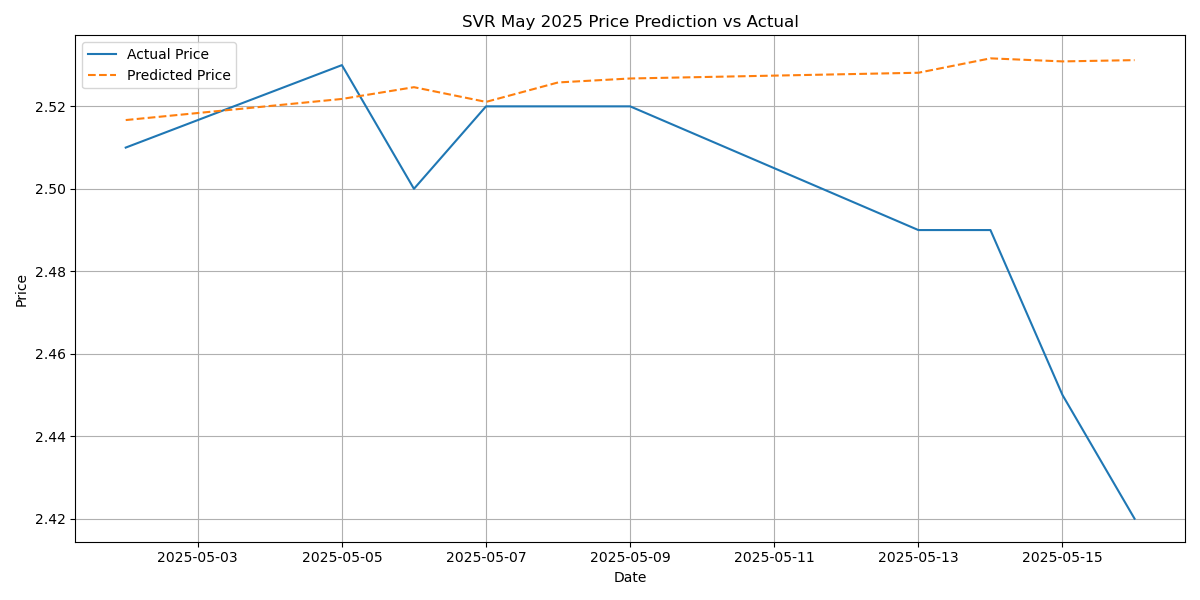 SVR May 2025 Price Prediction vs Actual
Actual Price
Predicted Price
Price
2.52
2.50
2.48
2.46
2.44
2.42
2025-05-03
2025-05-05
2025-05-07
2025-05-09
2025-05-11
2025-05-13
2025-05-15
Date